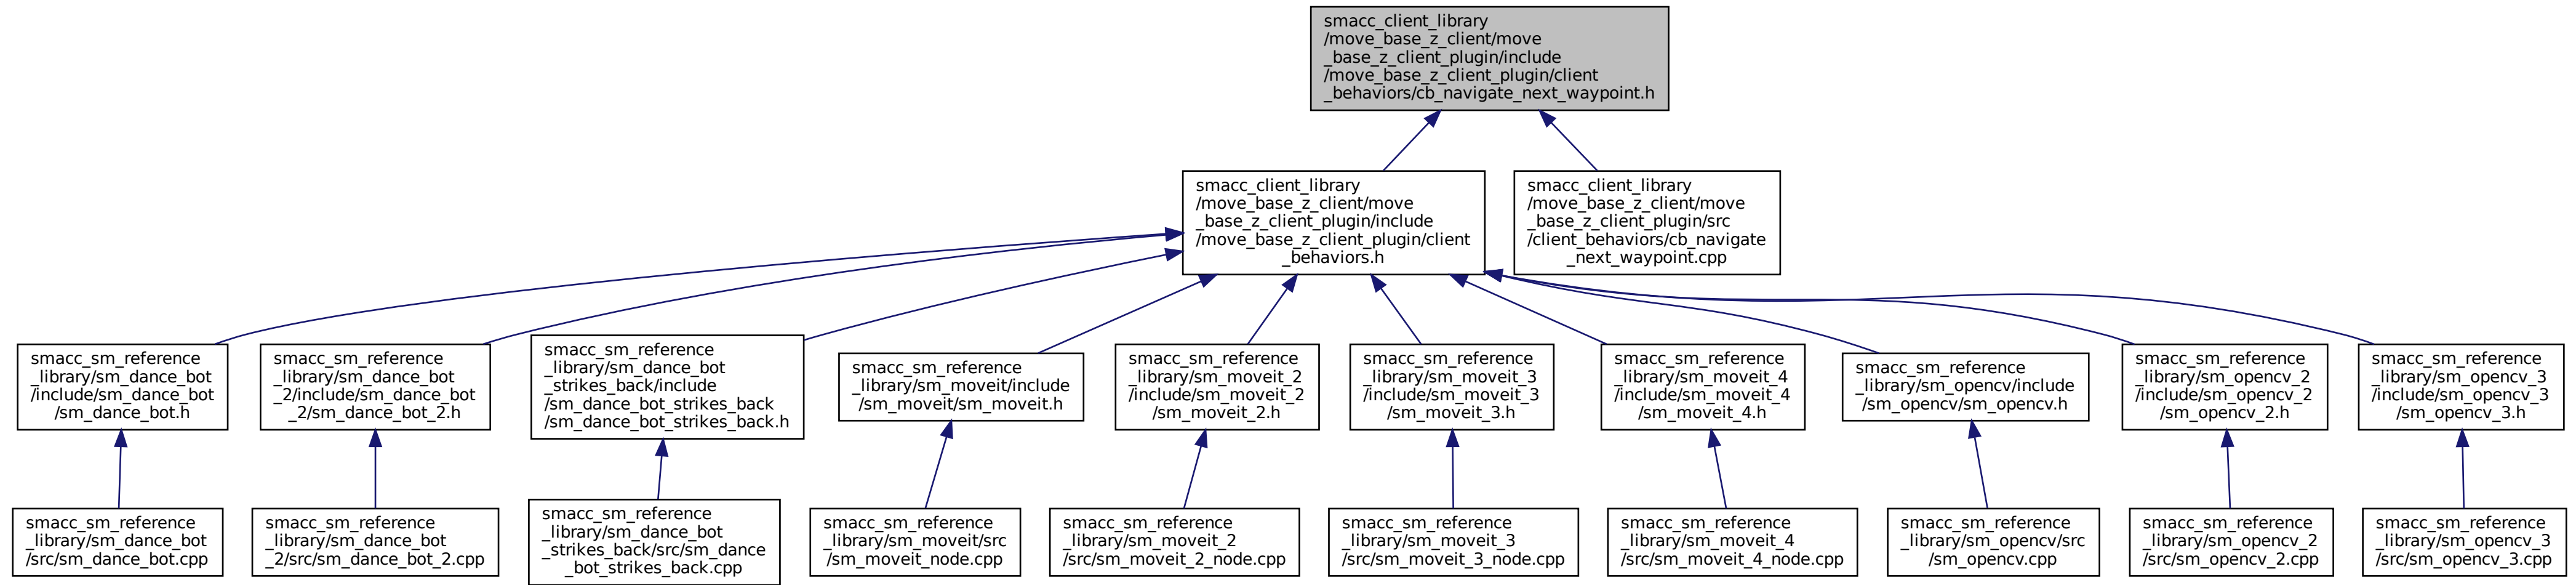 smacc_client_library
/move_base_z_client/move
_base_z_client_plugin/include
/move_base_z_client_plugin/client
_behaviors/cb_navigate_next_waypoint.h
smacc_client_library
/move_base_z_client/move
_base_z_client_plugin/include
/move_base_z_client_plugin/client
_behaviors.h
smacc_client_library
/move_base_z_client/move
_base_z_client_plugin/src
/client_behaviors/cb_navigate
_next_waypoint.cpp
smacc_sm_reference
_library/sm_dance_bot
/include/sm_dance_bot
/sm_dance_bot.h
smacc_sm_reference
_library/sm_dance_bot
_2/include/sm_dance_bot
_2/sm_dance_bot_2.h
smacc_sm_reference
_library/sm_dance_bot
_strikes_back/include
/sm_dance_bot_strikes_back
/sm_dance_bot_strikes_back.h
smacc_sm_reference
_library/sm_moveit/include
/sm_moveit/sm_moveit.h
smacc_sm_reference
_library/sm_moveit_2
/include/sm_moveit_2
/sm_moveit_2.h
smacc_sm_reference
_library/sm_moveit_3
/include/sm_moveit_3
/sm_moveit_3.h
smacc_sm_reference
_library/sm_moveit_4
/include/sm_moveit_4
/sm_moveit_4.h
smacc_sm_reference
_library/sm_opencv/include
/sm_opencv/sm_opencv.h
smacc_sm_reference
_library/sm_opencv_2
/include/sm_opencv_2
/sm_opencv_2.h
smacc_sm_reference
_library/sm_opencv_3
/include/sm_opencv_3
/sm_opencv_3.h
smacc_sm_reference
_library/sm_dance_bot
/src/sm_dance_bot.cpp
smacc_sm_reference
_library/sm_dance_bot
_2/src/sm_dance_bot_2.cpp
smacc_sm_reference
_library/sm_dance_bot
_strikes_back/src/sm_dance
_bot_strikes_back.cpp
smacc_sm_reference
_library/sm_moveit/src
/sm_moveit_node.cpp
smacc_sm_reference
_library/sm_moveit_2
/src/sm_moveit_2_node.cpp
smacc_sm_reference
_library/sm_moveit_3
/src/sm_moveit_3_node.cpp
smacc_sm_reference
_library/sm_moveit_4
/src/sm_moveit_4_node.cpp
smacc_sm_reference
_library/sm_opencv/src
/sm_opencv.cpp
smacc_sm_reference
_library/sm_opencv_2
/src/sm_opencv_2.cpp
smacc_sm_reference
_library/sm_opencv_3
/src/sm_opencv_3.cpp